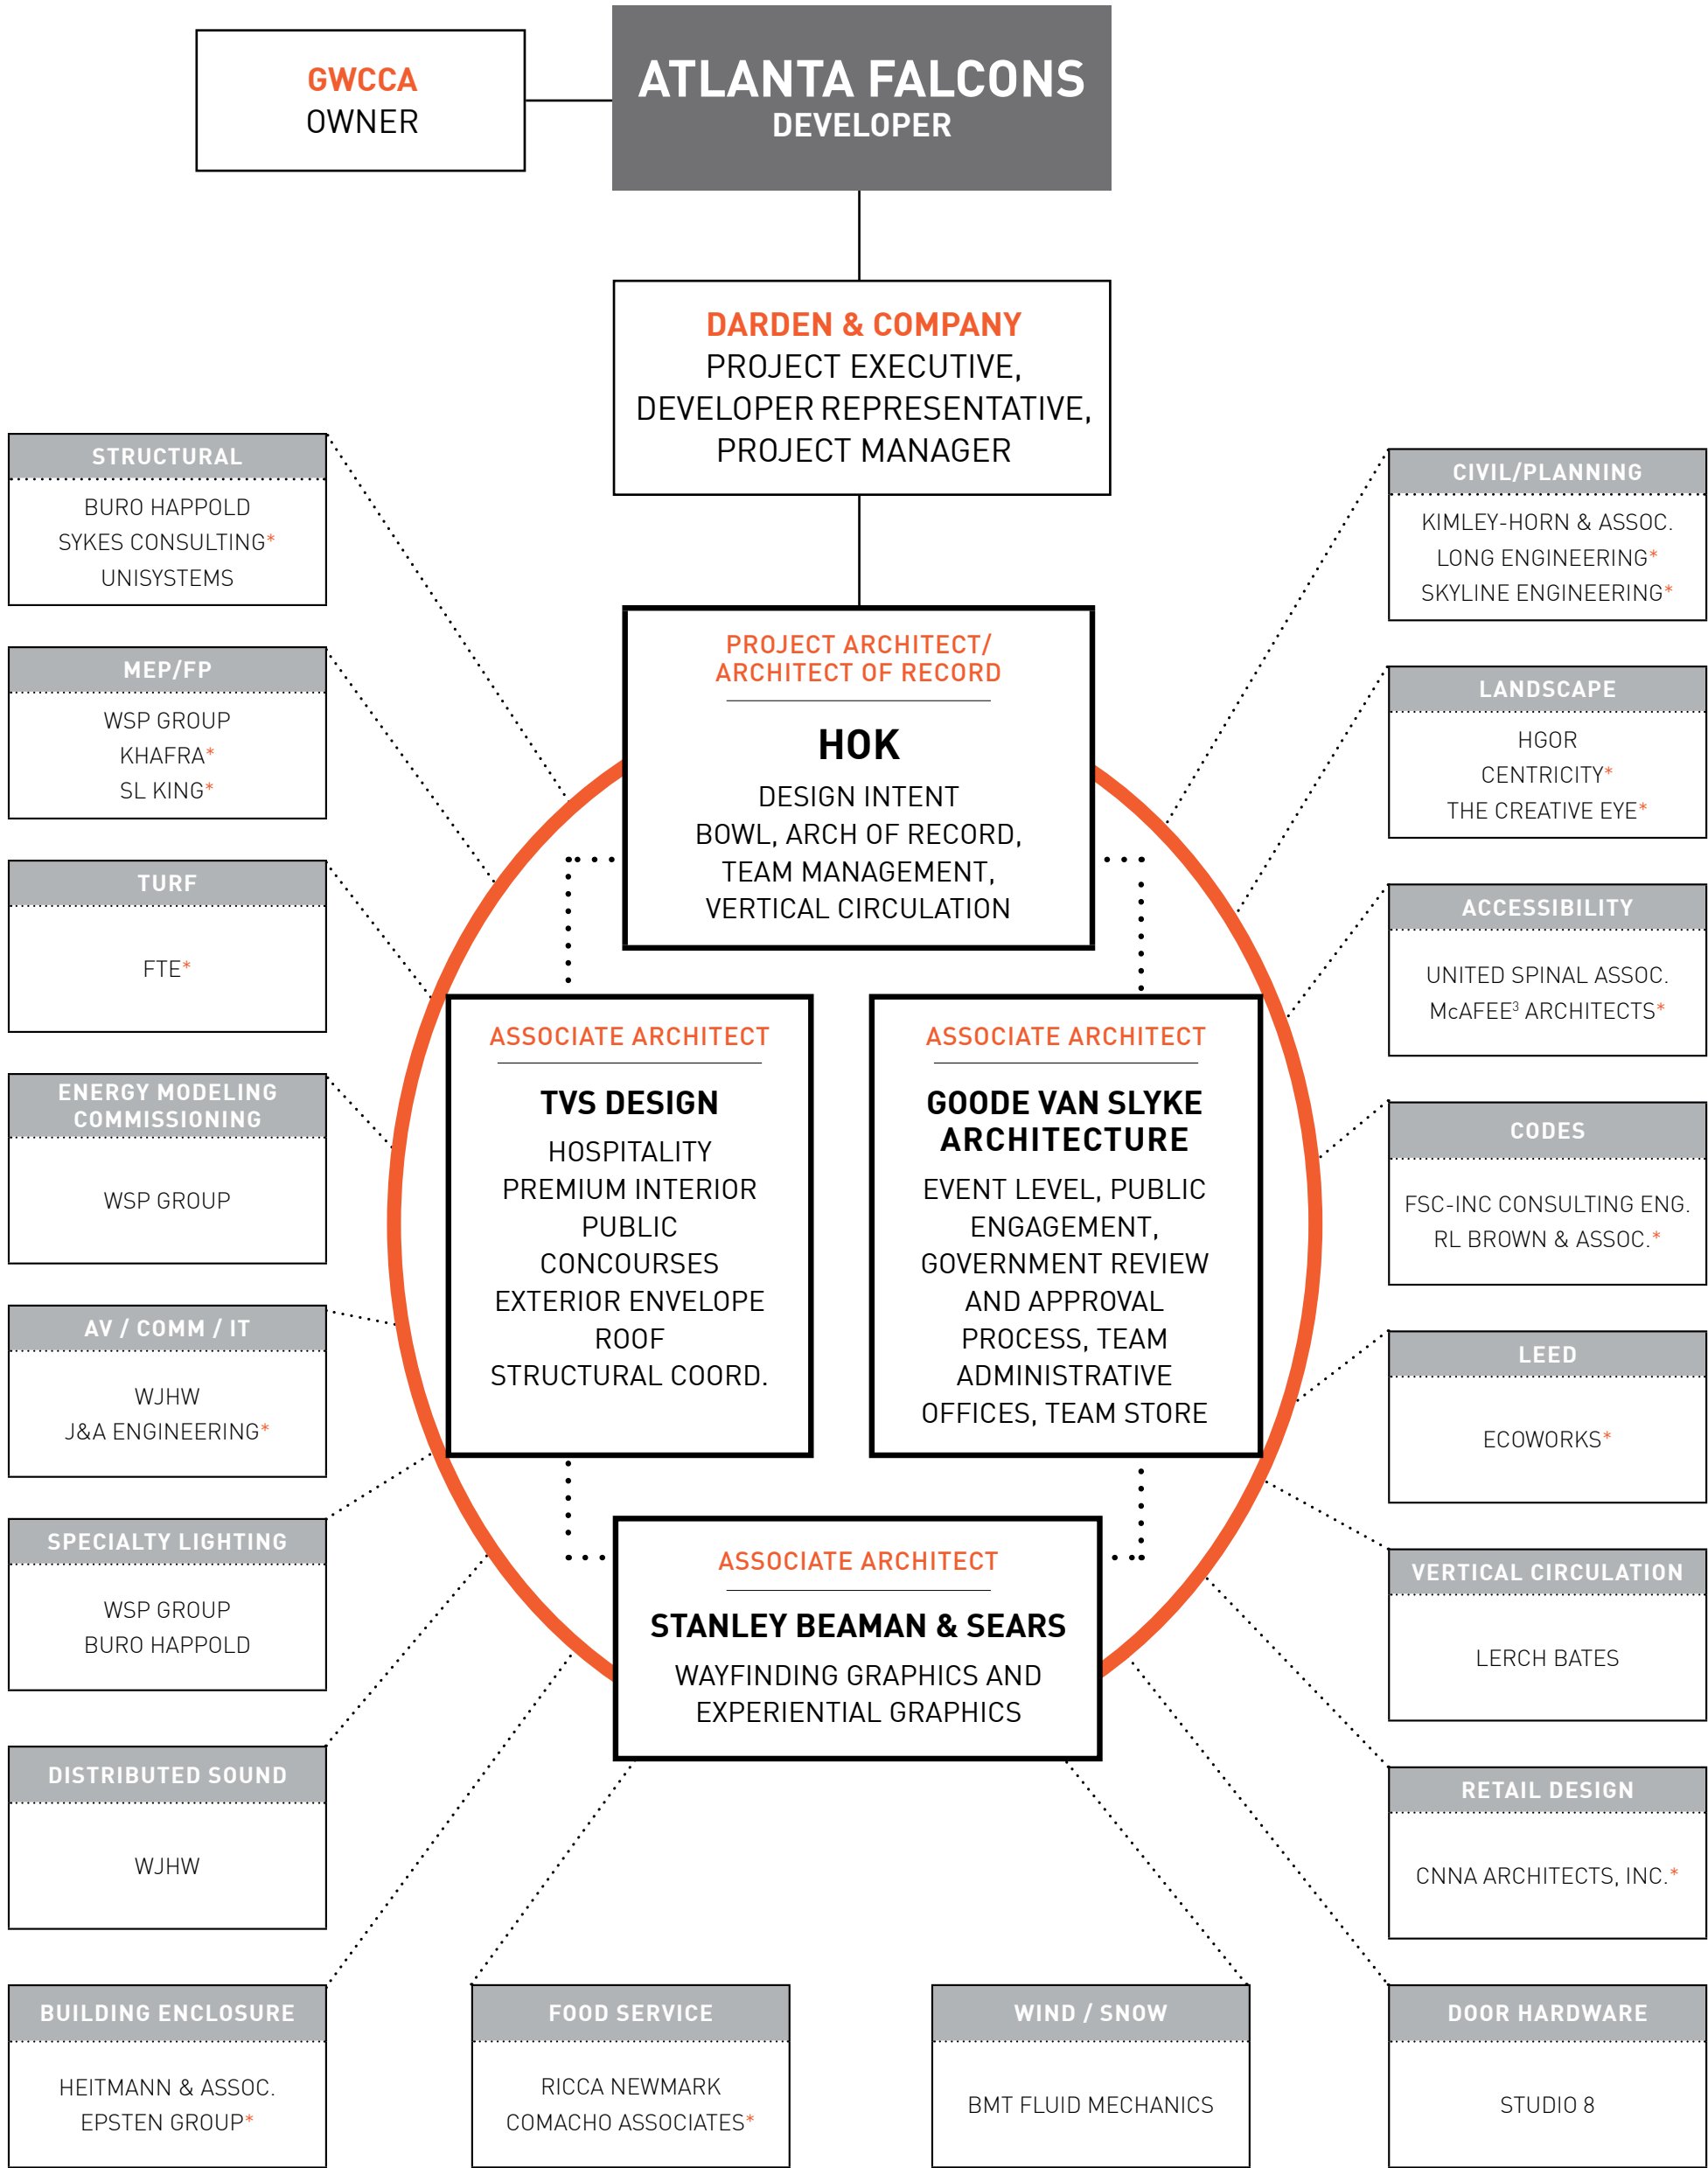 GWCCA
OWNER
ATLANTA FALCONS
DEVELOPER
DARDEN & COMPANY
PROJECT EXECUTIVE,
DEVELOPER REPRESENTATIVE,
PROJECT MANAGER
STRUCTURAL
BURO HAPPOLD
SYKES CONSULTING*
UNISYSTEMS
MEP/FP
WSP GROUP
KHAFRA*
SL KING*
TURF
FTE*
ENERGY MODELING
COMMISSIONING
WSP GROUP
AV / COMM / IT
WJHW
J&A ENGINEERING*
SPECIALTY LIGHTING
WSP GROUP
BURO HAPPOLD
DISTRIBUTED SOUND
WJHW
BUILDING ENCLOSURE
HEITMANN & ASSOC.
EPSTEN GROUP*
PROJECT ARCHITECT/
ARCHITECT OF RECORD
HOK
DESIGN INTENT
BOWL, ARCH OF RECORD,
TEAM MANAGEMENT,
VERTICAL CIRCULATION
ASSOCIATE ARCHITECT
TVS DESIGN
HOSPITALITY
PREMIUM INTERIOR
PUBLIC
CONCOURSES
EXTERIOR ENVELOPE
ROOF
STRUCTURAL COORD.
ASSOCIATE ARCHITECT
GOODE VAN SLYKE
ARCHITECTURE
EVENT LEVEL, PUBLIC
ENGAGEMENT,
GOVERNMENT REVIEW
AND APPROVAL
PROCESS, TEAM
ADMINISTRATIVE
OFFICES, TEAM STORE
ASSOCIATE ARCHITECT
STANLEY BEAMAN & SEARS
WAYFINDING GRAPHICS AND
EXPERIENTIAL GRAPHICS
FOOD SERVICE
RICCA NEWMARK
COMACHO ASSOCIATES*
WIND / SNOW
BMT FLUID MECHANICS
CIVIL/PLANNING
KIMLEY-HORN & ASSOC.
LONG ENGINEERING*
SKYLINE ENGINEERING*
LANDSCAPE
HGOR
CENTRICITY*
THE CREATIVE EYE*
ACCESSIBILITY
UNITED SPINAL ASSOC.
McAFEE³ ARCHITECTS*
CODES
FSC-INC CONSULTING ENG.
RL BROWN & ASSOC.*
LEED
ECOWORKS*
VERTICAL CIRCULATION
LERCH BATES
RETAIL DESIGN
CNNA ARCHITECTS, INC.*
DOOR HARDWARE
STUDIO 8